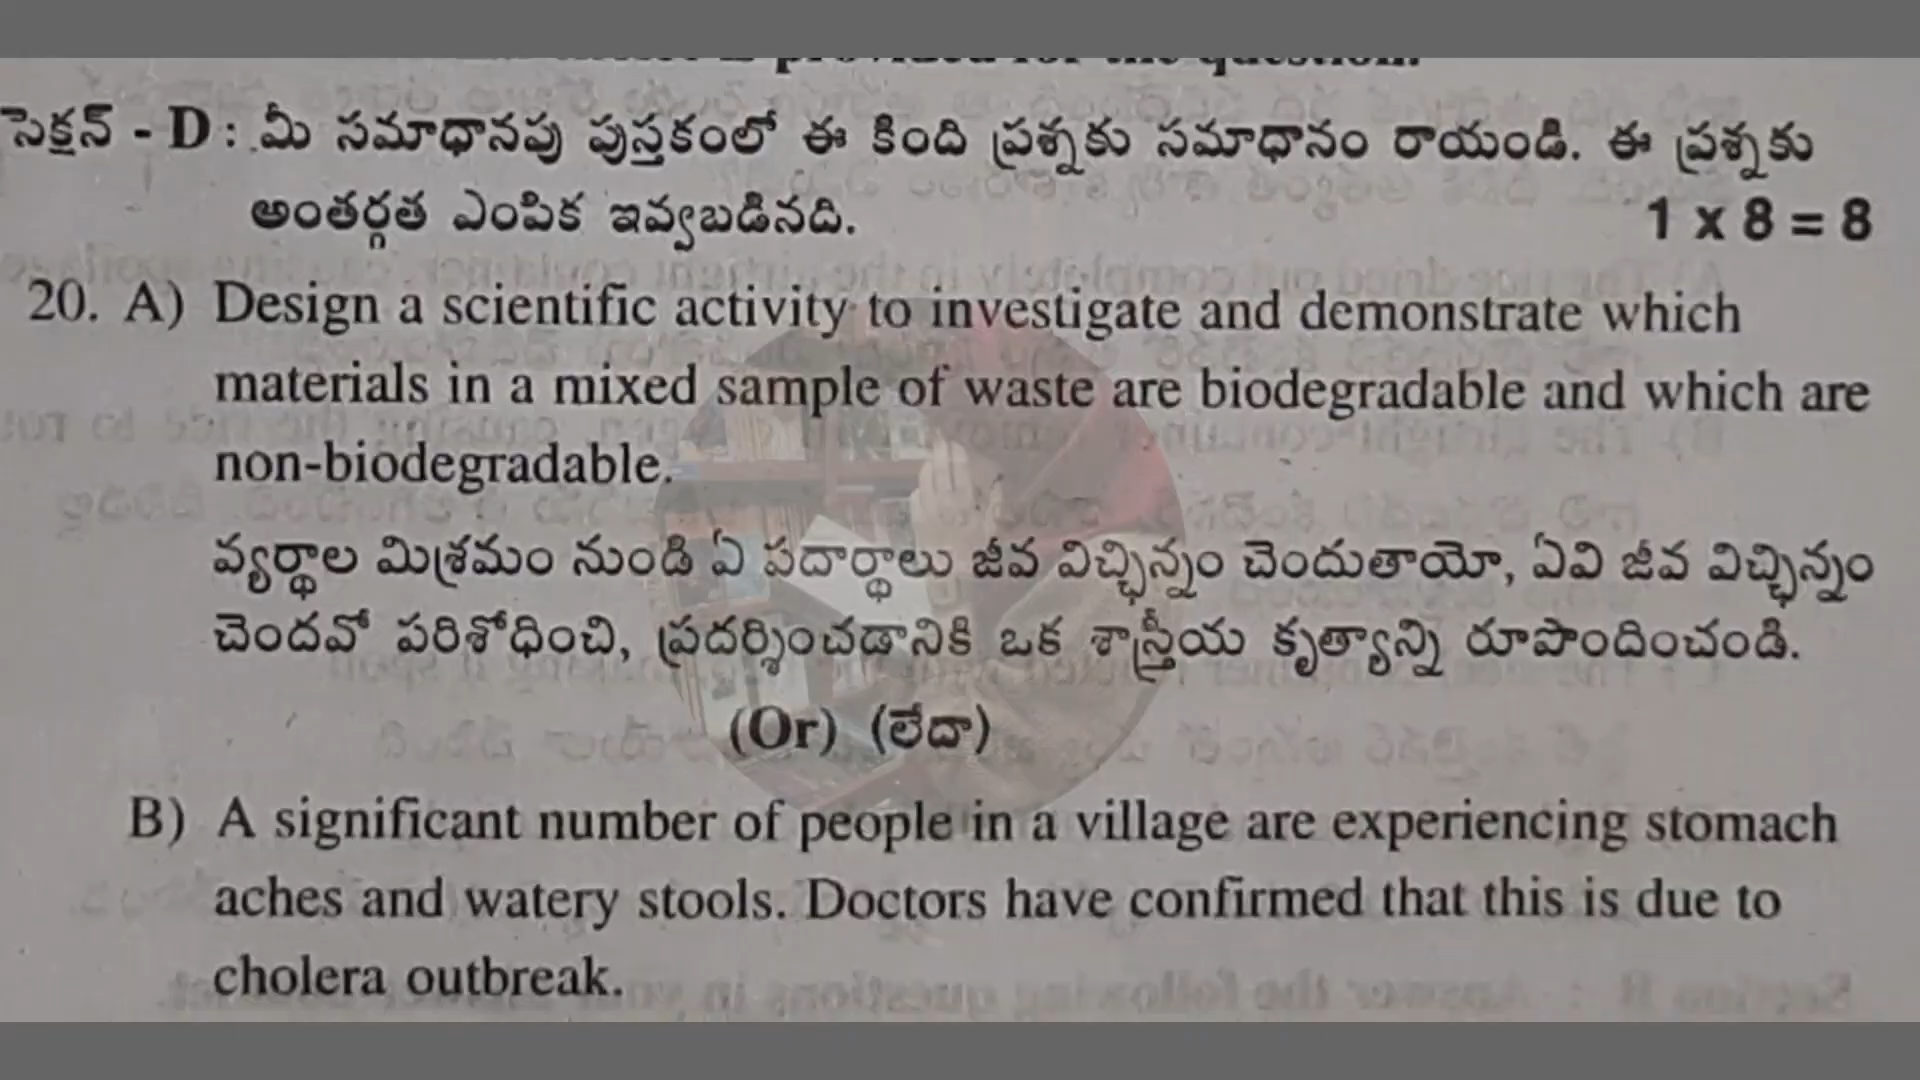 సెక్షన్ - D : మీ సమాధానపు పుస్తకంలో ఈ కింది ప్రశ్నకు సమాధానం రాయండి. ఈ ప్రశ్నకు
అంతర్గత ఎంపిక ఇవ్వబడినది. 1 x 8 = 8
20. A) Design a scientific activity to investigate and demonstrate which
materials in a mixed sample of waste are biodegradable and which are
non-biodegradable.
వ్యర్థాల మిశ్రమం నుండి ఏ పదార్థాలు జీవ విచ్ఛిన్నం చెందుతాయో, ఏవి జీవ విచ్ఛిన్నం
చెందవో పరిశోధించి, ప్రదర్శించడానికి ఒక శాస్త్రీయ కృత్యాన్ని రూపొందించండి.
(Or) (లేదా)
B) A significant number of people in a village are experiencing stomach
aches and watery stools. Doctors have confirmed that this is due to
cholera outbreak.